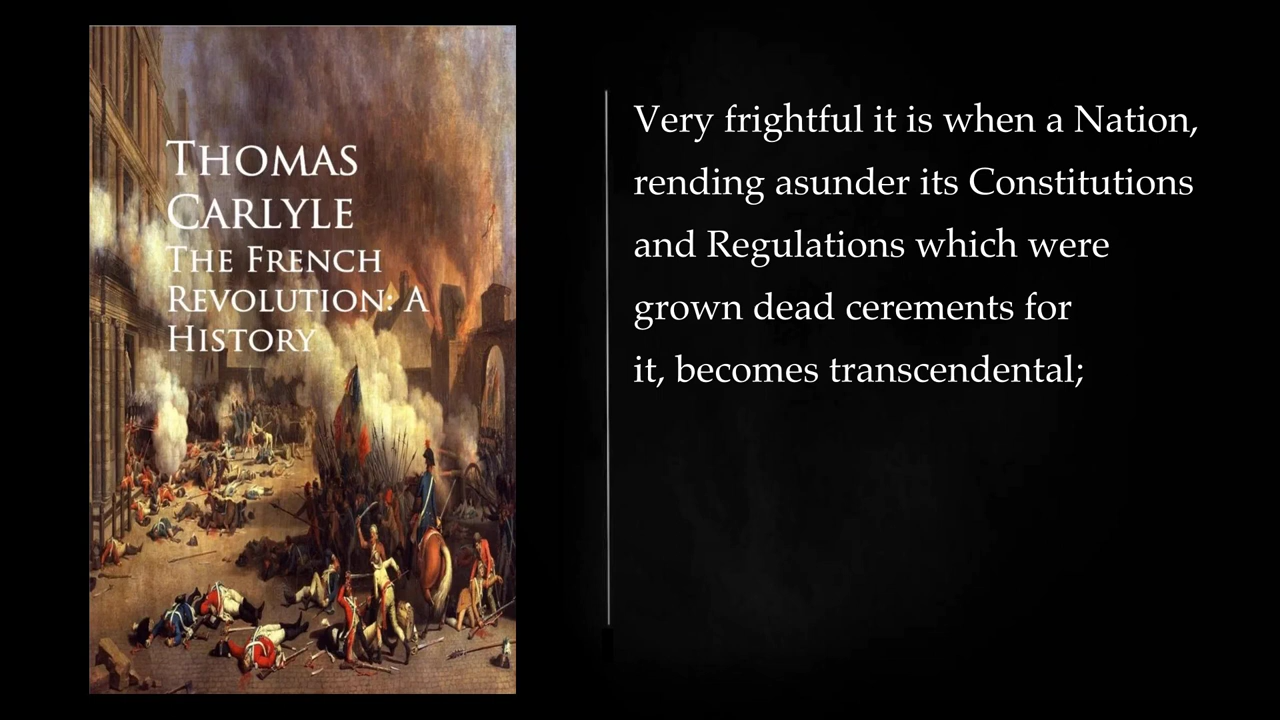 THOMAS
CARLYLE
THE FRENCH
REVOLUTION: A
HISTORY
Very frightful it is when a Nation,
rending asunder its Constitutions
and Regulations which were
grown dead cerements for
it, becomes transcendental;